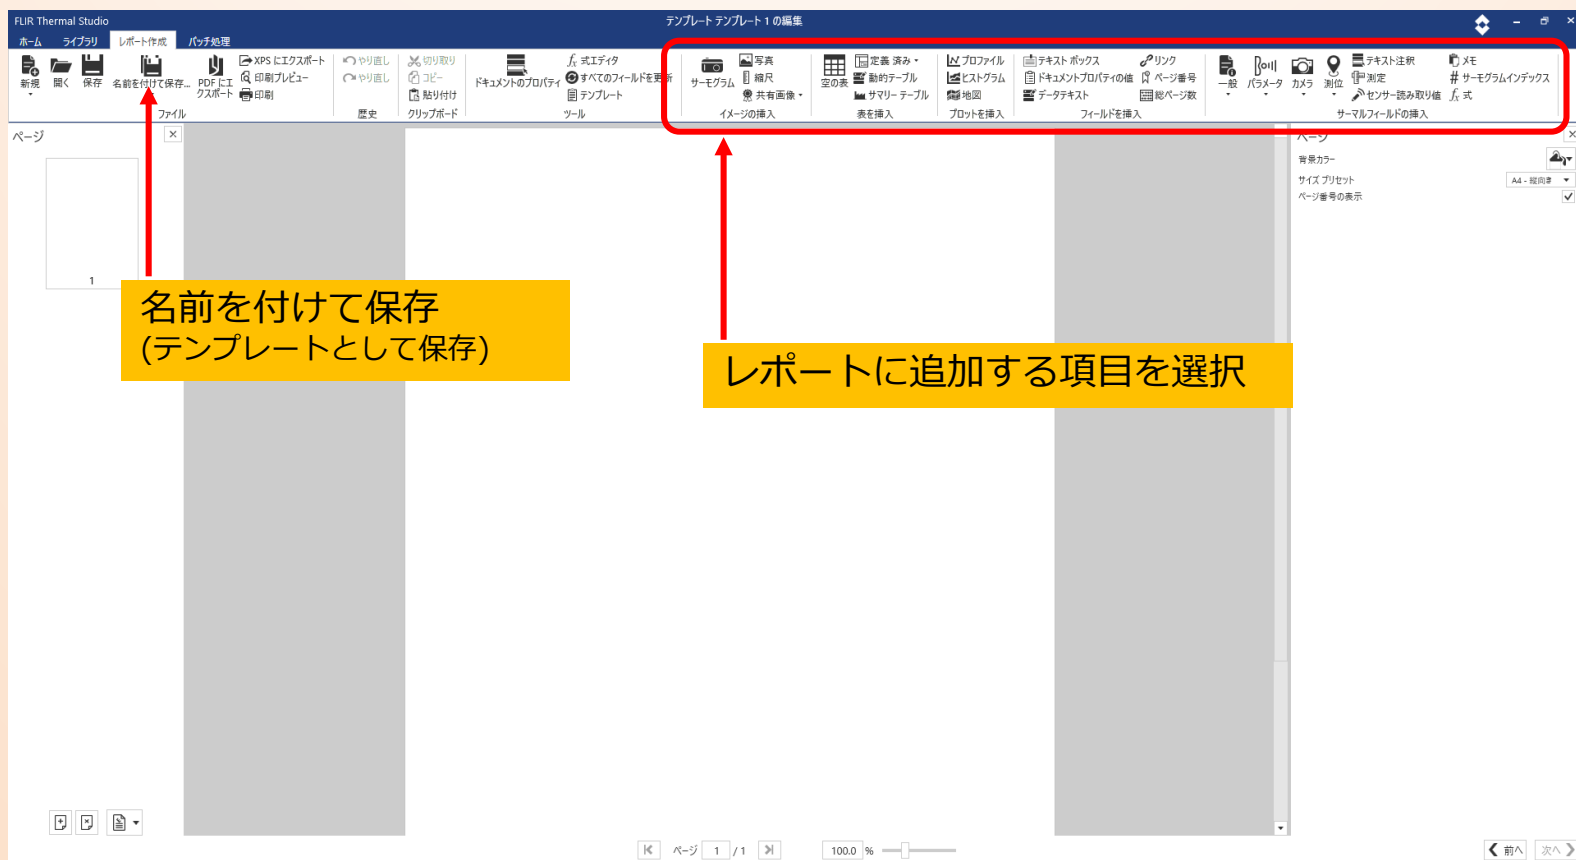 FLIR Thermal Studio
テンプレート テンプレート 1 の編集
ホーム ライブラリ レポート作成 バッチ処理
新規
開く
保存
名前を付けて保存...
PDF にエクスポート
XPS にエクスポート
印刷プレビュー
印刷
ファイル
やり直し
やり直し
歴史
切り取り
コピー
貼り付け
クリップボード
ドキュメントのプロパティ
fx 式エディタ
すべてのフィールドを更新
テンプレート
ツール
サーモグラム
写真
縮尺
共有画像
イメージの挿入
空の表
定義 済み
動的テーブル
サマリー テーブル
表を挿入
プロファイル
ヒストグラム
地図
プロットを挿入
テキスト ボックス
ドキュメントプロパティの値
データテキスト
リンク
ページ番号
総ページ数
フィールドを挿入
一般
パラメータ
カメラ
測位
テキスト注釈
測定
センサー読み取り値
メモ
# サーモグラムインデックス
fx 式
サーマルフィールドの挿入
ページ
1
名前を付けて保存
(テンプレートとして保存)
レポートに追加する項目を選択
ページ
背景カラー
サイズ プリセット
A4 - 縦向き
ページ番号の表示
ページ 1 / 1
100.0 %
前へ
次へ